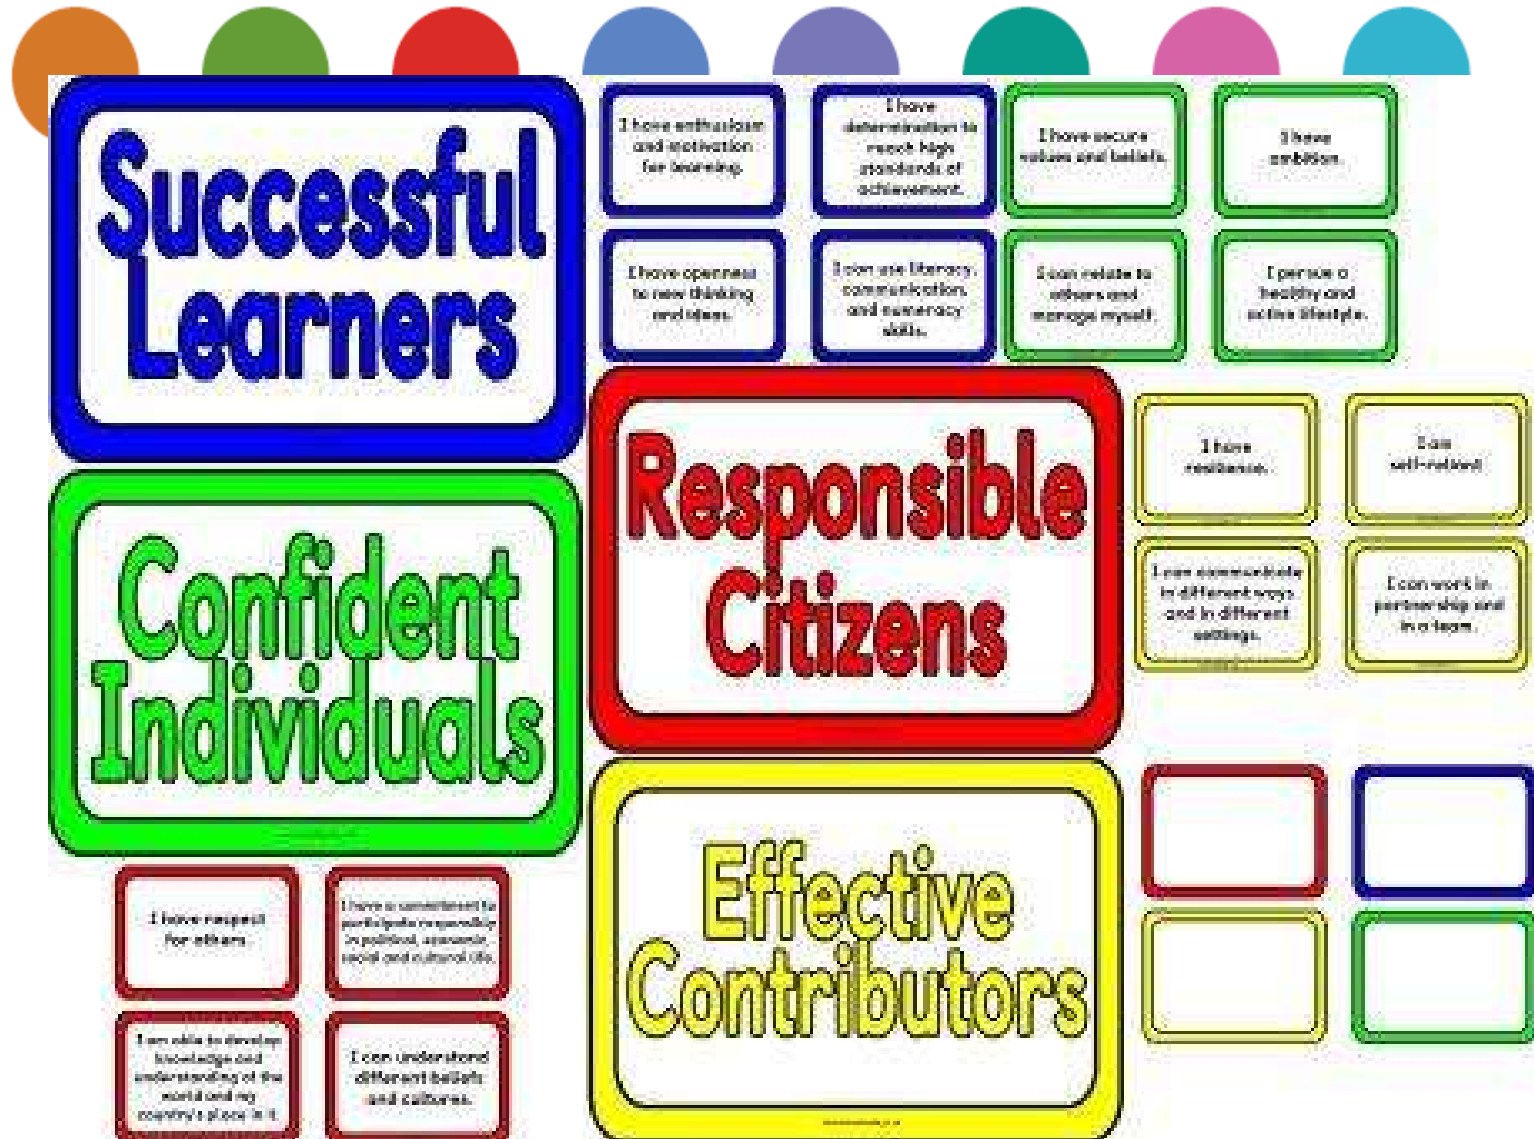 Successful
Learners
I have enthusiasm
and motivation
for learning.
I have
determination to
reach high
standards of
achievement.
I have secure
values and beliefs.
I have
ambition.
I have openness
to new thinking
and ideas.
I can use literacy,
communication,
and numeracy
skills.
I can relate to
others and
manage myself.
I persue a
healthy and
active lifestyle.
Responsible
Citizens
I have
resilience.
I am
self-reliant
I can communicate
in different ways
and in different
settings.
I can work in
partnership and
in a team.
Confident
Individuals
Effective
Contributors
I have respect
for others.
I have a commitment to
participate responsibly
in political, economic,
social and cultural life.
I am able to develop
knowledge and
understanding of the
world and my
country's place in it
I can understand
different beliefs
and cultures.